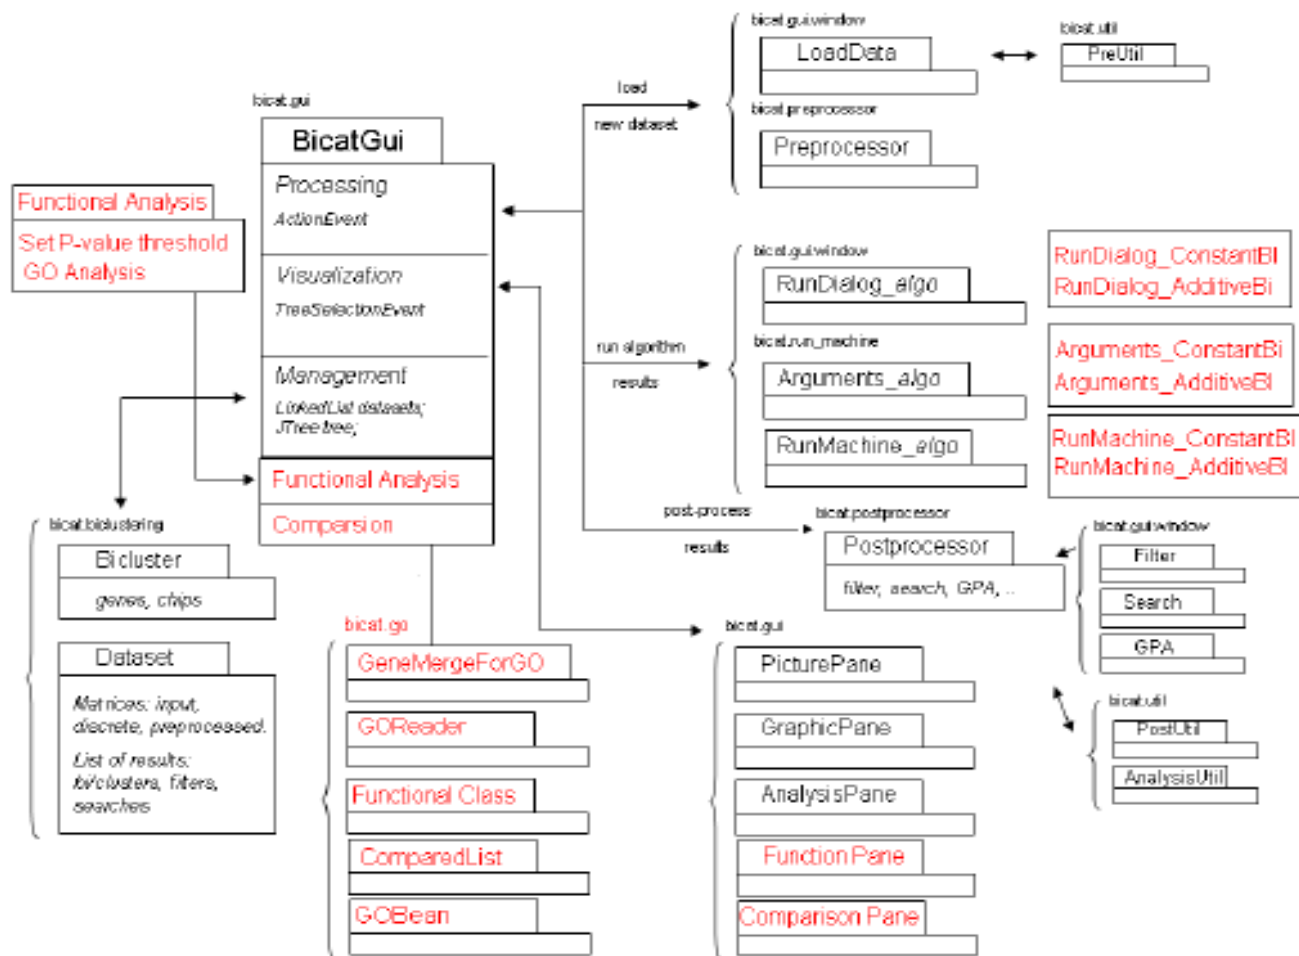 bicat.gui.window
LoadData
bicat.util
PreUtil
load
new dataset
bicat.preprocessor
Preprocessor
bicat.gui
BicatGui
Processing
ActionEvent
Visualization
TreeSelectionEvent
Management
LinkedList datasets;
JTree tree;
Functional Analysis
Comparsion
Functional Analysis
Set P-value threshold
GO Analysis
bicat.gui.window
RunDialog_algo
run algorithm
results
bicat.run_machine
Arguments_algo
RunMachine_algo
RunDialog_ConstantBI
RunDialog_AdditiveBi
Arguments_ConstantBi
Arguments_AdditiveBI
RunMachine_ConstantBI
RunMachine_AdditiveBI
post-process
results
bicat.postprocessor
Postprocessor
filter, search, GPA, ..
bicat.gui.window
Filter
Search
GPA
bicat.util
PostUtil
AnalysisUtil
bicat.biclustering
Bicluster
genes, chips
Dataset
Matrices: input,
discrete, preprocessed.
List of results:
bi/clusters, filters,
searches
bicat.go
GeneMergeForGO
GOReader
Functional Class
ComparedList
GOBean
bicat.gui
PicturePane
GraphicPane
AnalysisPane
Function Pane
Comparison Pane